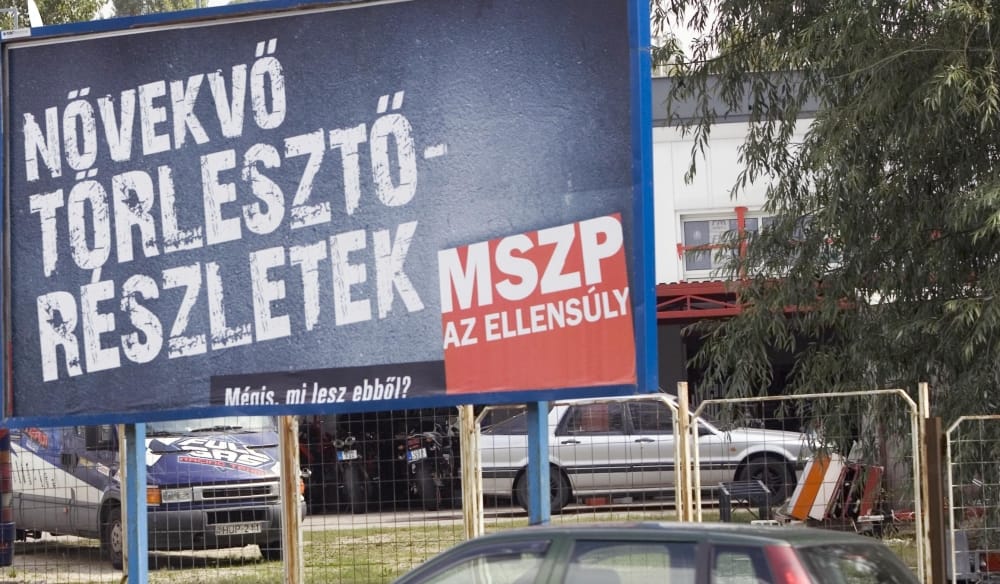 NÖVEKVŐ
TÖRLESZTŐ-
RÉSZLETEK
MSZP
AZ ELLENSÚLY
Mégis, mi lesz ebből?